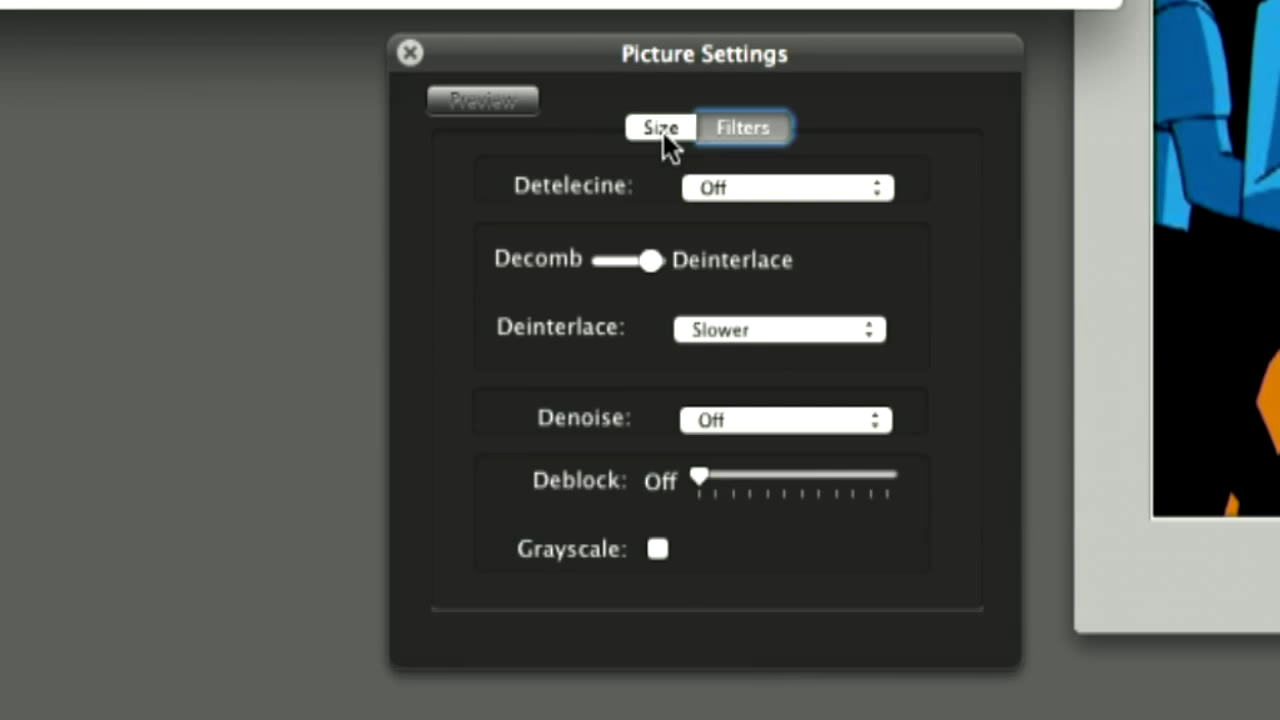 Picture Settings
Preview
Size Filters
Detelecine: Off
Decomb Deinterlace
Deinterlace: Slower
Denoise: Off
Deblock: Off
Grayscale: